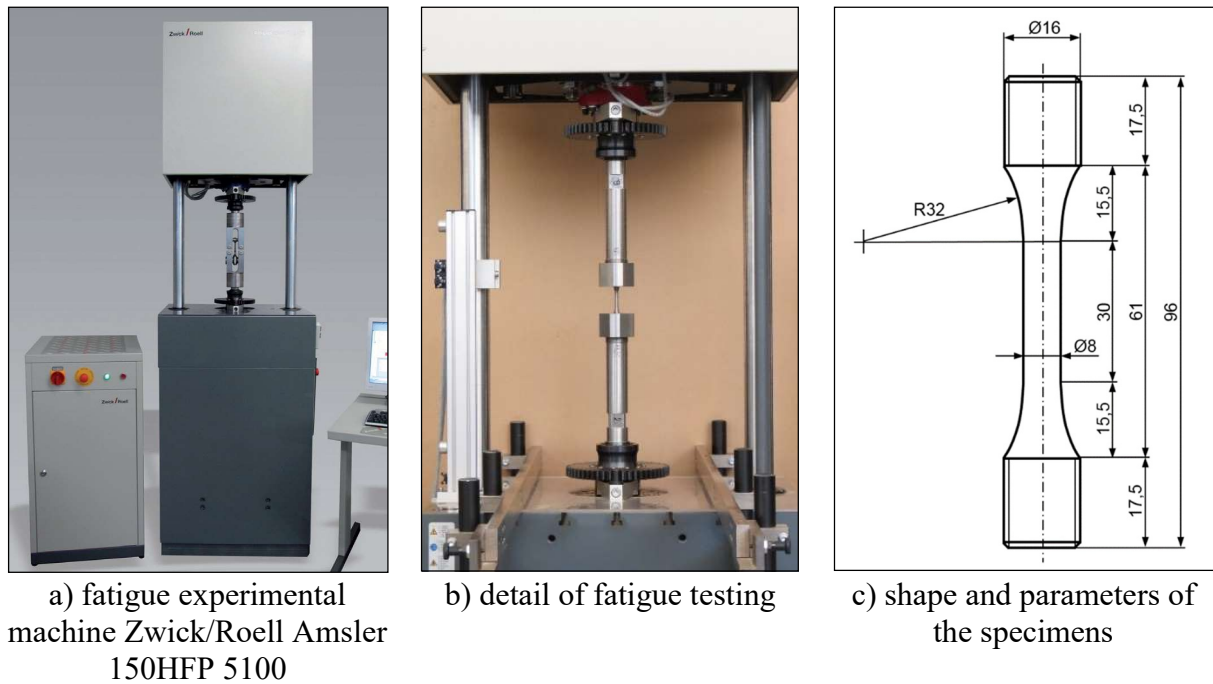 Zwick / Roell
Zwick / Roell
Ø16
17,5
15,5
R32
30
61
96
Ø8
15,5
17,5
a) fatigue experimental
machine Zwick/Roell Amsler
150HFP 5100
b) detail of fatigue testing
c) shape and parameters of
the specimens